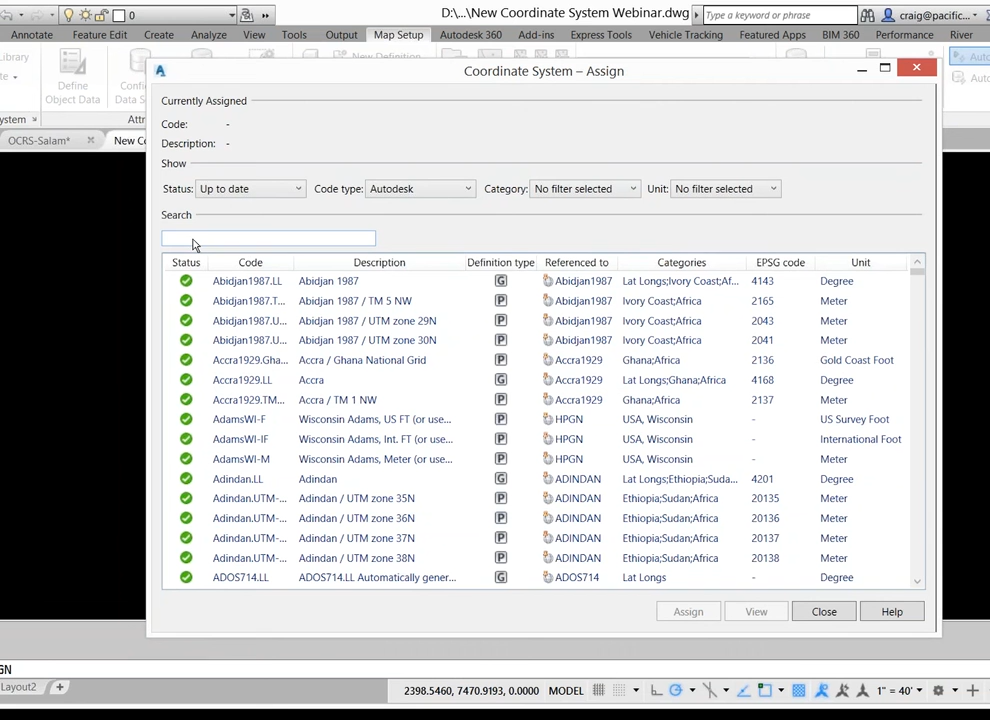 0 D:\...\New Coordinate System Webinar.dwg Type a keyword or phrase craig@pacific...
Annotate Feature Edit Create Analyze View Tools Output Map Setup Autodesk 360 Add-ins Express Tools Vehicle Tracking Featured Apps BIM 360 Performance River
Library New Definition Auto
Define Object Data Auto
ystem Attr
OCRS-Salam* New Co
Coordinate System – Assign
Currently Assigned
Code: -
Description: -
Show
Status: Up to date Code type: Autodesk Category: No filter selected Unit: No filter selected
Search
Status Code Description Definition type Referenced to Categories EPSG code Unit
Abidjan1987.LL Abidjan 1987 G Abidjan1987 Lat Longs;Ivory Coast;Af... 4143 Degree
Abidjan1987.T... Abidjan 1987 / TM 5 NW P Abidjan1987 Ivory Coast;Africa 2165 Meter
Abidjan1987.U... Abidjan 1987 / UTM zone 29N P Abidjan1987 Ivory Coast;Africa 2043 Meter
Abidjan1987.U... Abidjan 1987 / UTM zone 30N P Abidjan1987 Ivory Coast;Africa 2041 Meter
Accra1929.Gha... Accra / Ghana National Grid P Accra1929 Ghana;Africa 2136 Gold Coast Foot
Accra1929.LL Accra G Accra1929 Lat Longs;Ghana;Africa 4168 Degree
Accra1929.TM... Accra / TM 1 NW P Accra1929 Ghana;Africa 2137 Meter
AdamsWI-F Wisconsin Adams, US FT (or use... P HPGN USA, Wisconsin - US Survey Foot
AdamsWI-IF Wisconsin Adams, Int. FT (or use... P HPGN USA, Wisconsin - International Foot
AdamsWI-M Wisconsin Adams, Meter (or use... P HPGN USA, Wisconsin - Meter
Adindan.LL Adindan G ADINDAN Lat Longs;Ethiopia;Suda... 4201 Degree
Adindan.UTM-... Adindan / UTM zone 35N P ADINDAN Ethiopia;Sudan;Africa 20135 Meter
Adindan.UTM-... Adindan / UTM zone 36N P ADINDAN Ethiopia;Sudan;Africa 20136 Meter
Adindan.UTM-... Adindan / UTM zone 37N P ADINDAN Ethiopia;Sudan;Africa 20137 Meter
Adindan.UTM-... Adindan / UTM zone 38N P ADINDAN Ethiopia;Sudan;Africa 20138 Meter
ADOS714.LL ADOS714.LL Automatically gener... G ADOS714 Lat Longs - Degree
Assign View Close Help
GN
Layout2 + 2398.5460, 7470.9193, 0.0000 MODEL 1" = 40'